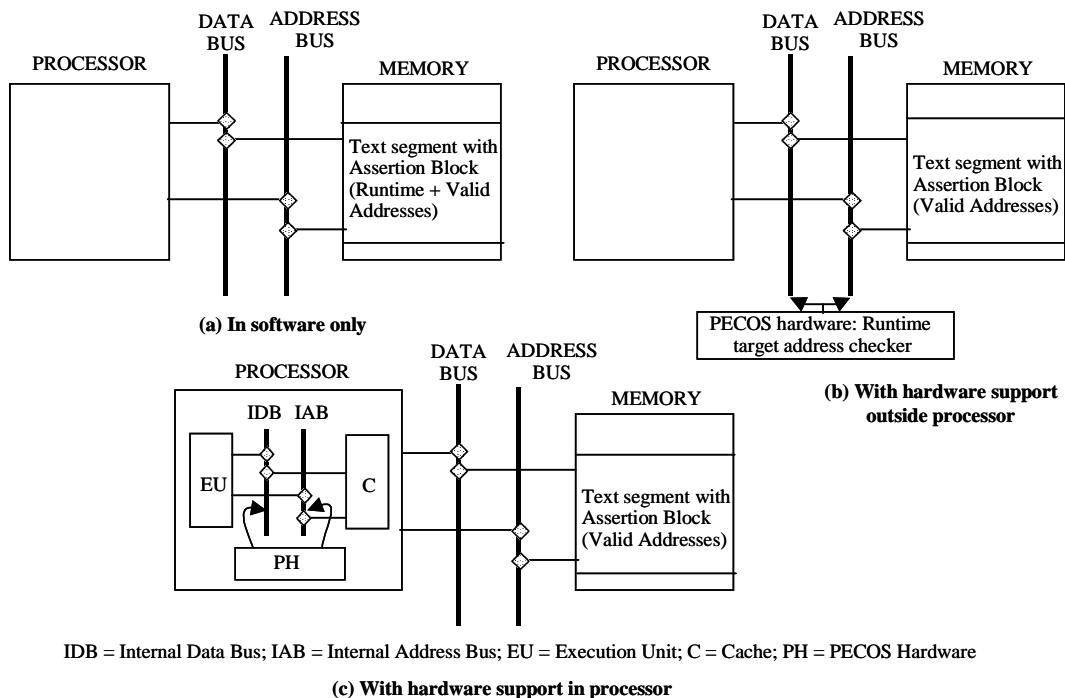 DATA
BUS
ADDRESS
BUS
PROCESSOR
MEMORY
Text segment with
Assertion Block
(Runtime + Valid
Addresses)
(a) In software only
DATA
BUS
ADDRESS
BUS
PROCESSOR
MEMORY
Text segment with
Assertion Block
(Valid Addresses)
PECOS hardware: Runtime
target address checker
(b) With hardware support
outside processor
DATA
BUS
ADDRESS
BUS
PROCESSOR
MEMORY
IDB
IAB
EU
C
PH
Text segment with
Assertion Block
(Valid Addresses)
IDB = Internal Data Bus; IAB = Internal Address Bus; EU = Execution Unit; C = Cache; PH = PECOS Hardware
(c) With hardware support in processor